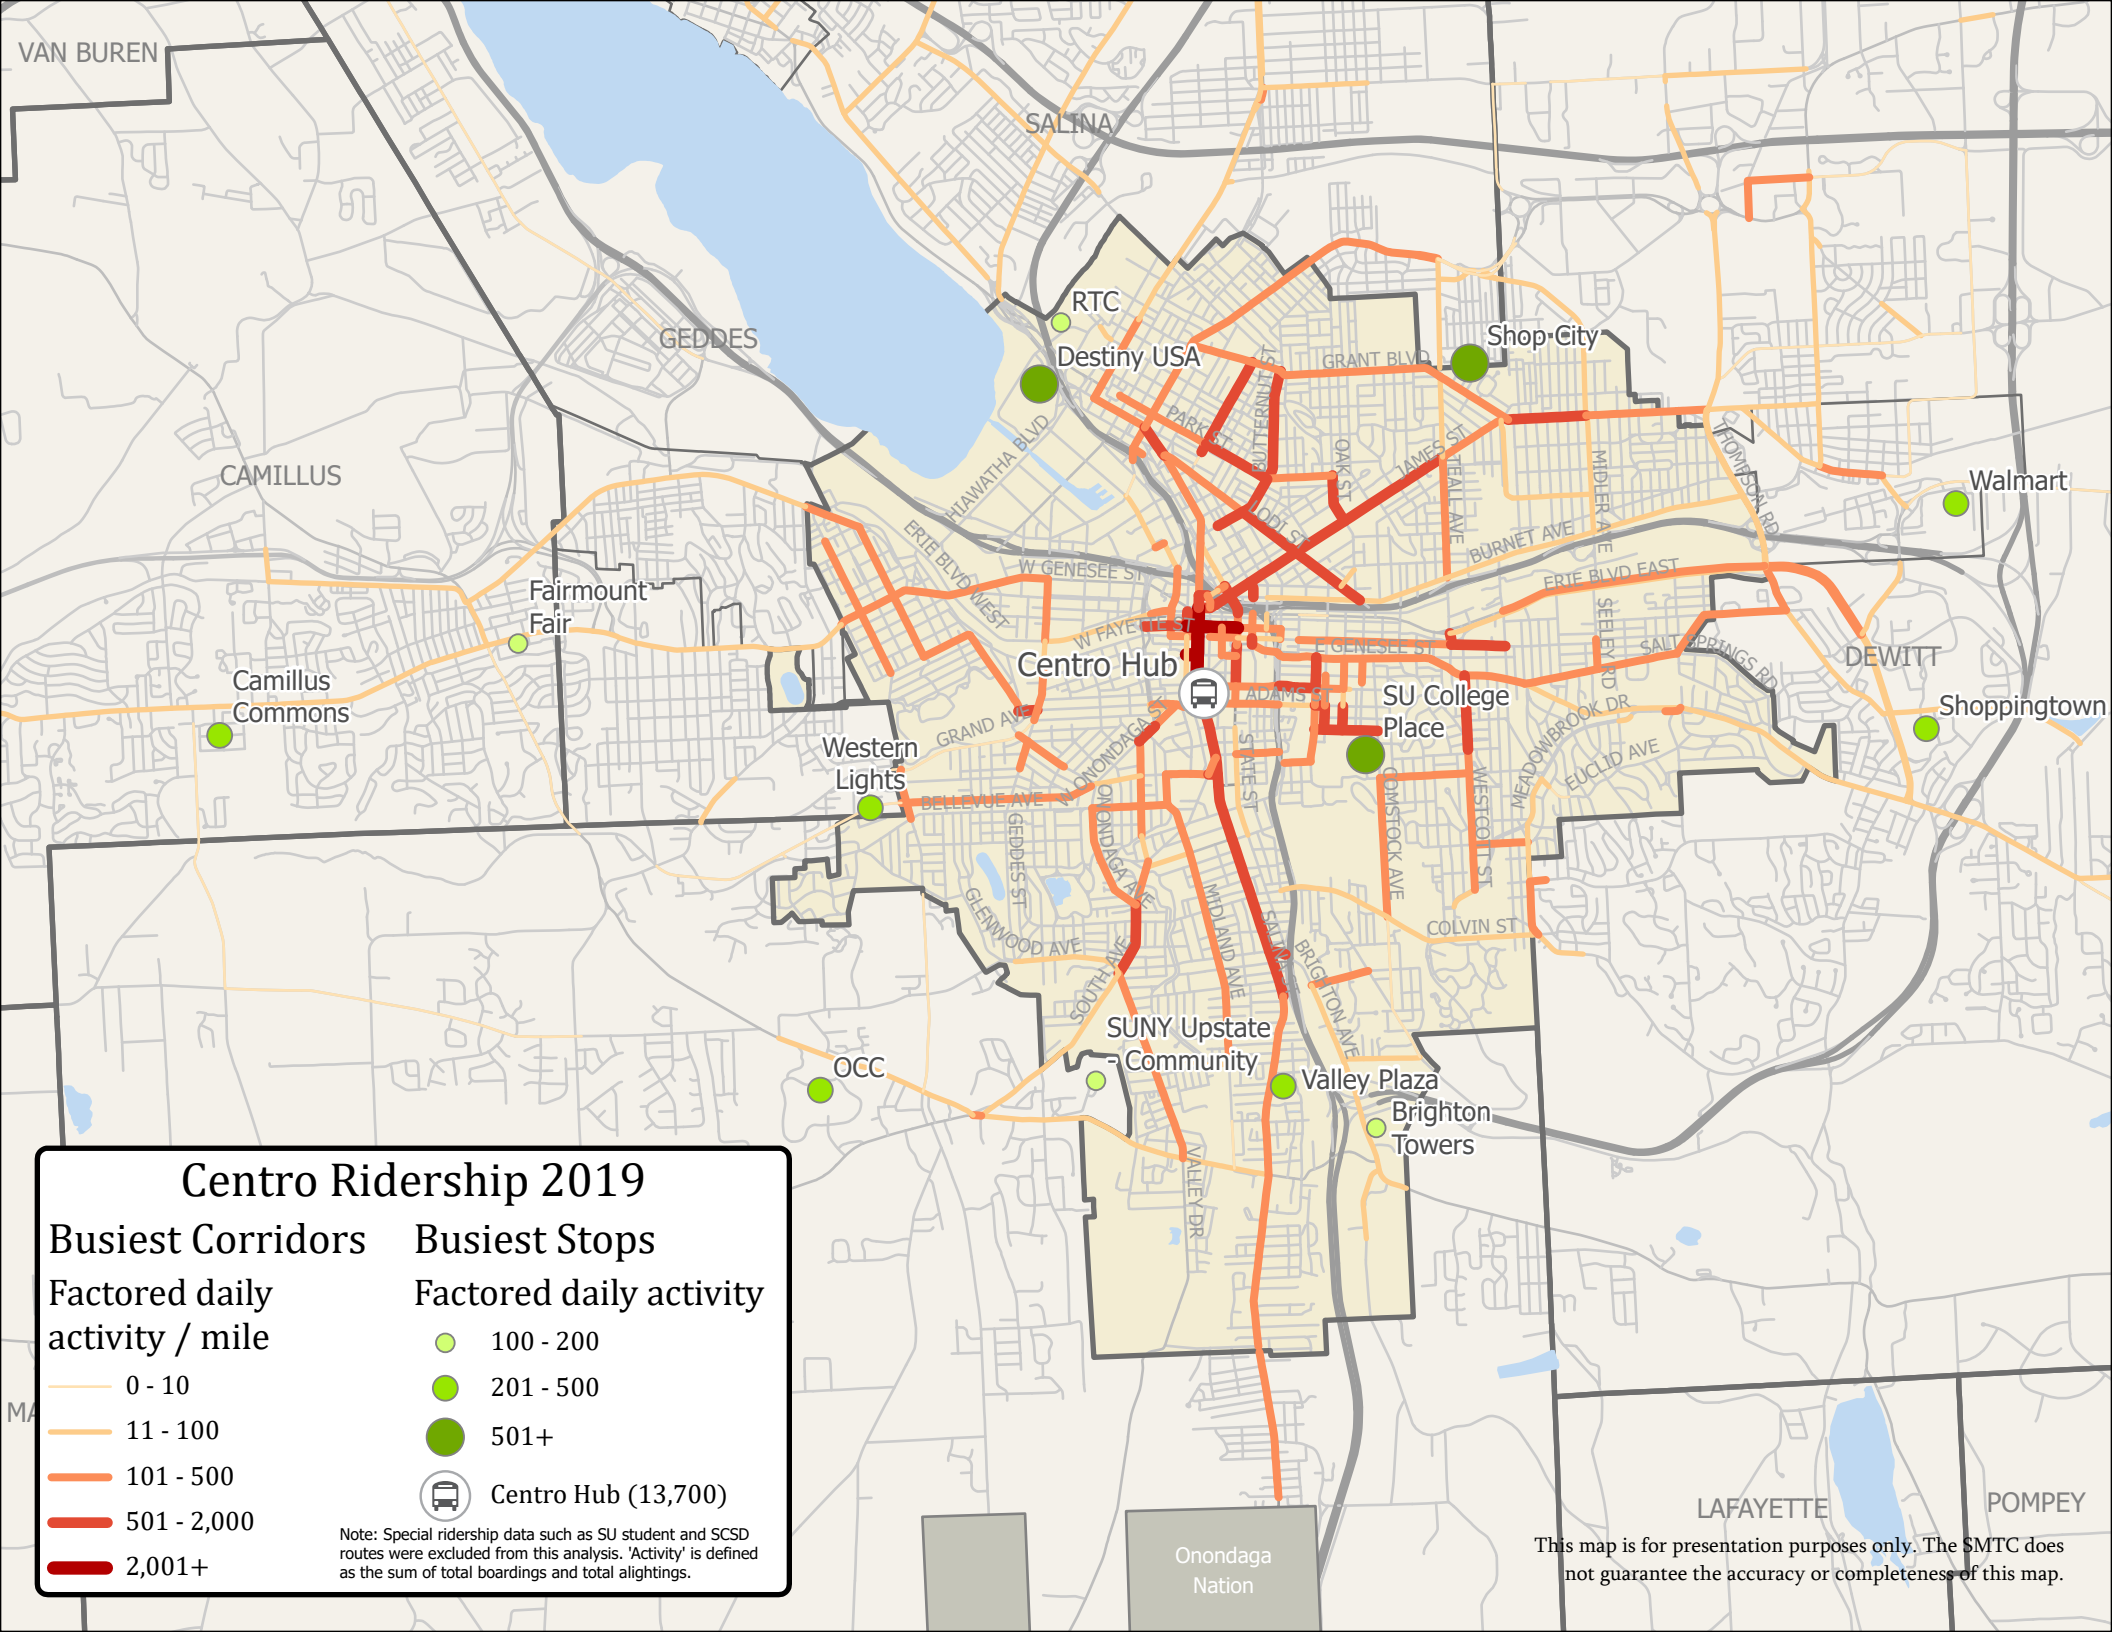 VAN BUREN
SALINA
RTC
Destiny USA
Shop City
GEDDES
GRANT BLVD
BUTTERNUT ST
PARK ST
OAK ST
JAMES ST
TEALL AVE
MIDLER AVE
THOMPSON RD
CAMILLUS
HIAWATHA BLVD
Walmart
LODI ST
ERIE BLVD WEST
W GENESEE ST
BURNET AVE
ERIE BLVD EAST
Fairmount
Fair
W FAYETTE ST
E GENESEE ST
SEELEY RD
SALT SPRINGS RD
DEWITT
Centro Hub
Camillus
Commons
ADAMS ST
SU College
Place
MEADOWBROOK DR
Shoppingtown
GRAND AVE
W ONONDAGA ST
STATE ST
EUCLID AVE
Western
Lights
BELLEVUE AVE
ONONDAGA AVE
GEDDES ST
COMSTOCK AVE
WESTCOTT ST
MIDLAND AVE
SALINA ST
GLENWOOD AVE
COLVIN ST
SOUTH AVE
BRIGHTON AVE
SUNY Upstate
- Community
OCC
Valley Plaza
Brighton
Towers
VALLEY DR
Centro Ridership 2019
Busiest Corridors
Factored daily
activity / mile
0 - 10
11 - 100
101 - 500
501 - 2,000
2,001+
Busiest Stops
Factored daily activity
100 - 200
201 - 500
501+
Centro Hub (13,700)
Note: Special ridership data such as SU student and SCSD
routes were excluded from this analysis. 'Activity' is defined
as the sum of total boardings and total alightings.
MA
LAFAYETTE
POMPEY
Onondaga
Nation
This map is for presentation purposes only. The SMTC does
not guarantee the accuracy or completeness of this map.